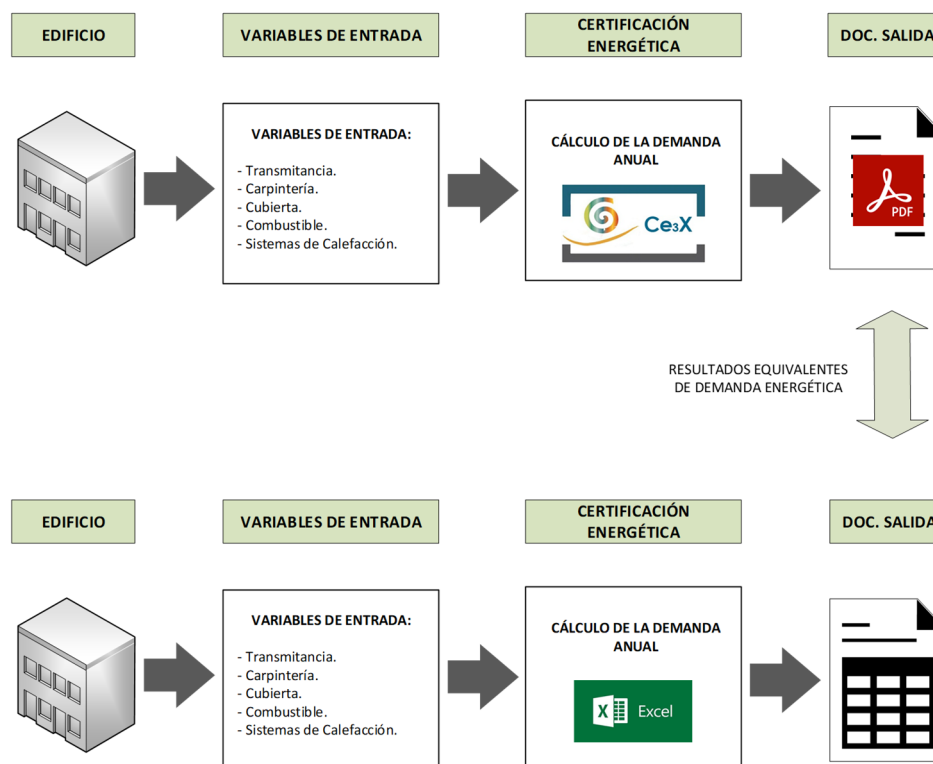 EDIFICIO
VARIABLES DE ENTRADA
CERTIFICACIÓN
ENERGÉTICA
DOC. SALIDA
VARIABLES DE ENTRADA:
- Transmitancia.
- Carpintería.
- Cubierta.
- Combustible.
- Sistemas de Calefacción.
CÁLCULO DE LA DEMANDA
ANUAL
Ce3X
PDF
RESULTADOS EQUIVALENTES
DE DEMANDA ENERGÉTICA
EDIFICIO
VARIABLES DE ENTRADA
CERTIFICACIÓN
ENERGÉTICA
DOC. SALIDA
VARIABLES DE ENTRADA:
- Transmitancia.
- Carpintería.
- Cubierta.
- Combustible.
- Sistemas de Calefacción.
CÁLCULO DE LA DEMANDA
ANUAL
X Excel